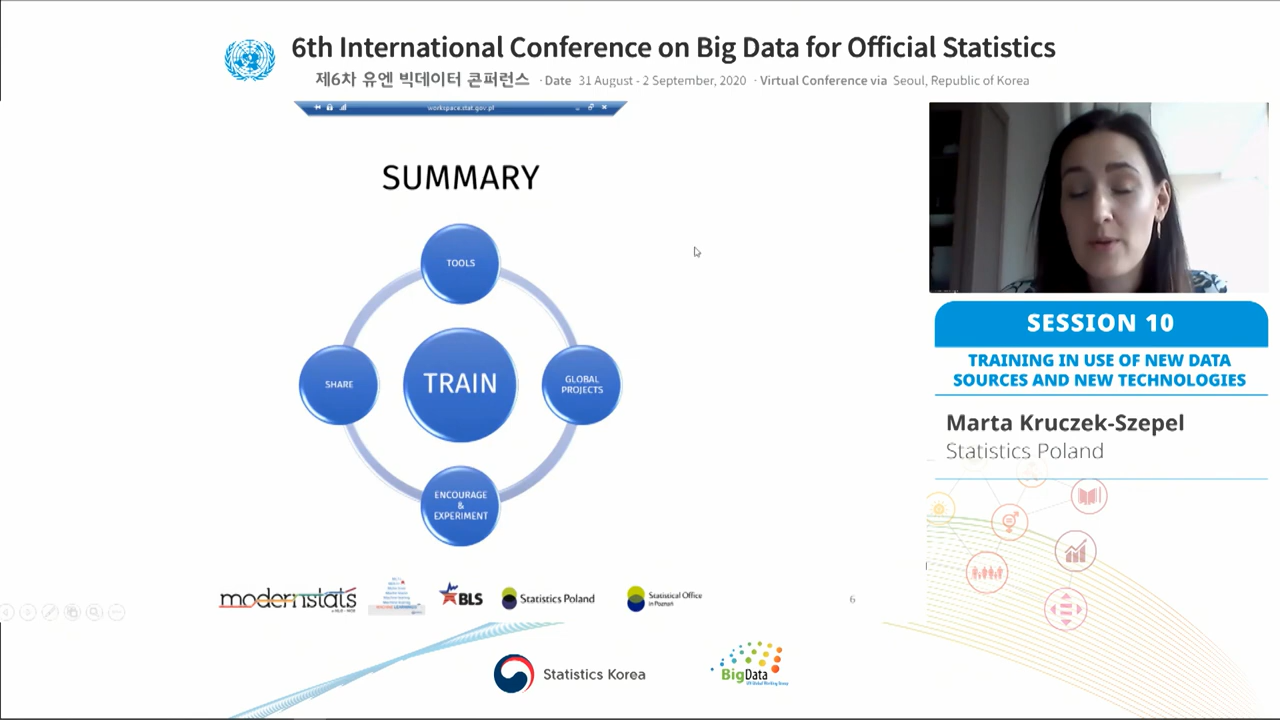 6th International Conference on Big Data for Official Statistics
제6차 유엔 빅데이터 콘퍼런스 · Date 31 August - 2 September, 2020 · Virtual Conference via Seoul, Republic of Korea
workspace.stat.gov.pl
SUMMARY
TOOLS
SHARE
TRAIN
GLOBAL
PROJECTS
ENCOURAGE
&
EXPERIMENT
modernstats
BLS
Statistics Poland
Statistical Office
in Poznań
6
SESSION 10
TRAINING IN USE OF NEW DATA
SOURCES AND NEW TECHNOLOGIES
Marta Kruczek-Szepel
Statistics Poland
Statistics Korea
BigData
UN Global Working Group